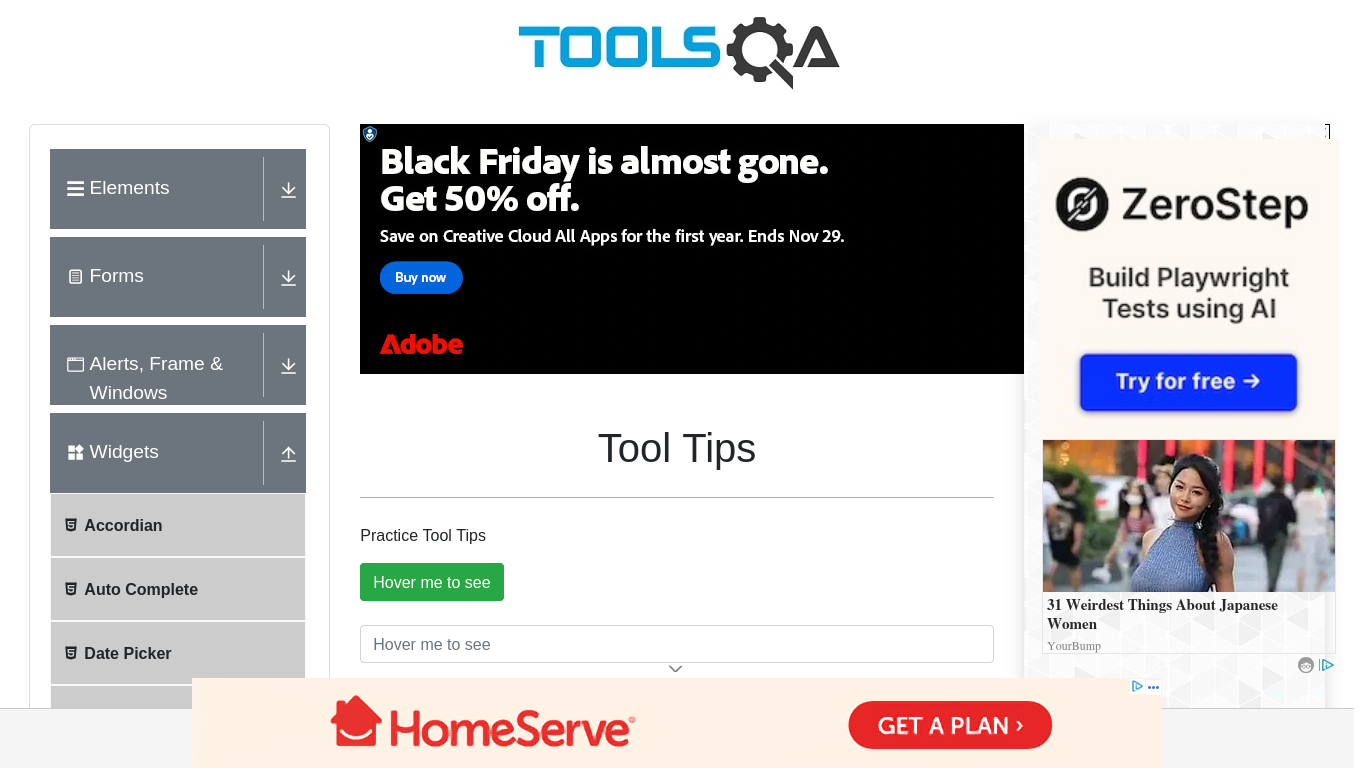 TOOLSQA
Elements
Forms
Alerts, Frame &
Windows
Widgets
Accordian
Auto Complete
Date Picker
Black Friday is almost gone.
Get 50% off.
Save on Creative Cloud All Apps for the first year. Ends Nov 29.
Buy now
Adobe
Tool Tips
Practice Tool Tips
Hover me to see
Hover me to see
ZeroStep
Build Playwright
Tests using AI
Try for free →
31 Weirdest Things About Japanese
Women
YourBump
HomeServe®
GET A PLAN ›